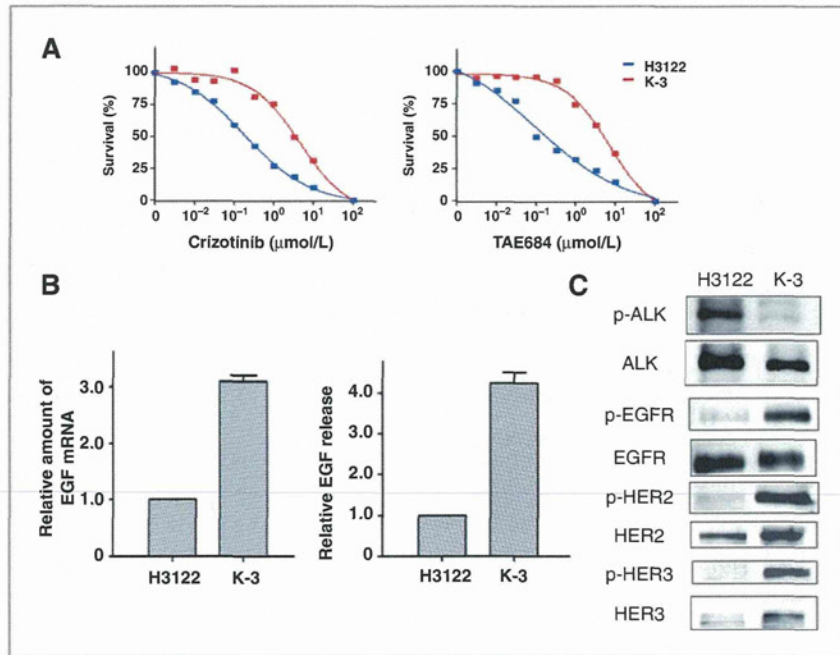 A
H3122
K-3
Survival (%)
100
75
50
25
0
0 10⁻² 10⁻¹ 10⁰ 10¹ 10²
Crizotinib (μmol/L)
Survival (%)
100
75
50
25
0
0 10⁻² 10⁻¹ 10⁰ 10¹ 10²
TAE684 (μmol/L)
B
Relative amount of
EGF mRNA
3.0
2.0
1.0
0
H3122 K-3
Relative EGF release
4.0
3.0
2.0
1.0
0
H3122 K-3
C
H3122 K-3
p-ALK
ALK
p-EGFR
EGFR
p-HER2
HER2
p-HER3
HER3